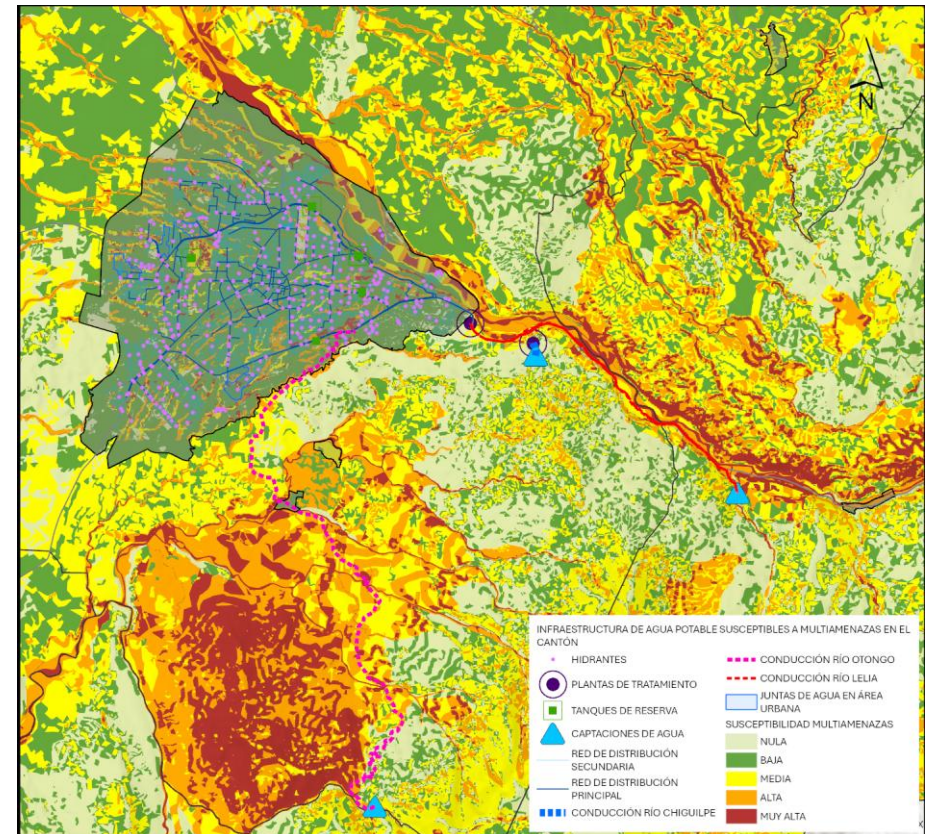 N
INFRAESTRUCTURA DE AGUA POTABLE SUSCEPTIBLES A MULTIAMENAZAS EN EL
CANTÓN
HIDRANTES
PLANTAS DE TRATAMIENTO
TANQUES DE RESERVA
CAPTACIONES DE AGUA
RED DE DISTRIBUCIÓN
SECUNDARIA
RED DE DISTRIBUCIÓN
PRINCIPAL
CONDUCCIÓN RÍO CHIGUILPE
CONDUCCIÓN RÍO OTONGO
CONDUCCIÓN RÍO LELIA
JUNTAS DE AGUA EN ÁREA
URBANA
SUSCEPTIBILIDAD MULTIAMENAZAS
NULA
BAJA
MEDIA
ALTA
MUY ALTA